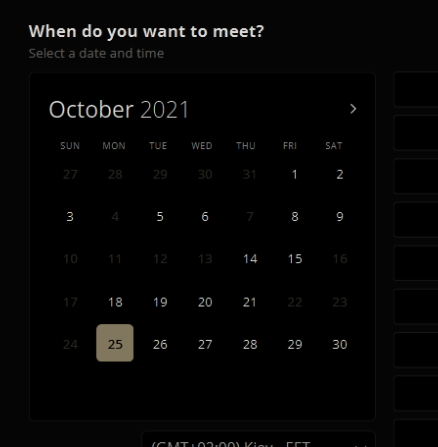 When do you want to meet?
Select a date and time
October 2021
SUN MON TUE WED THU FRI SAT
27 28 29 30 31 1 2
3 4 5 6 7 8 9
10 11 12 13 14 15 16
17 18 19 20 21 22 23
24 25 26 27 28 29 30
(GMT+02:00) Kiev - EET